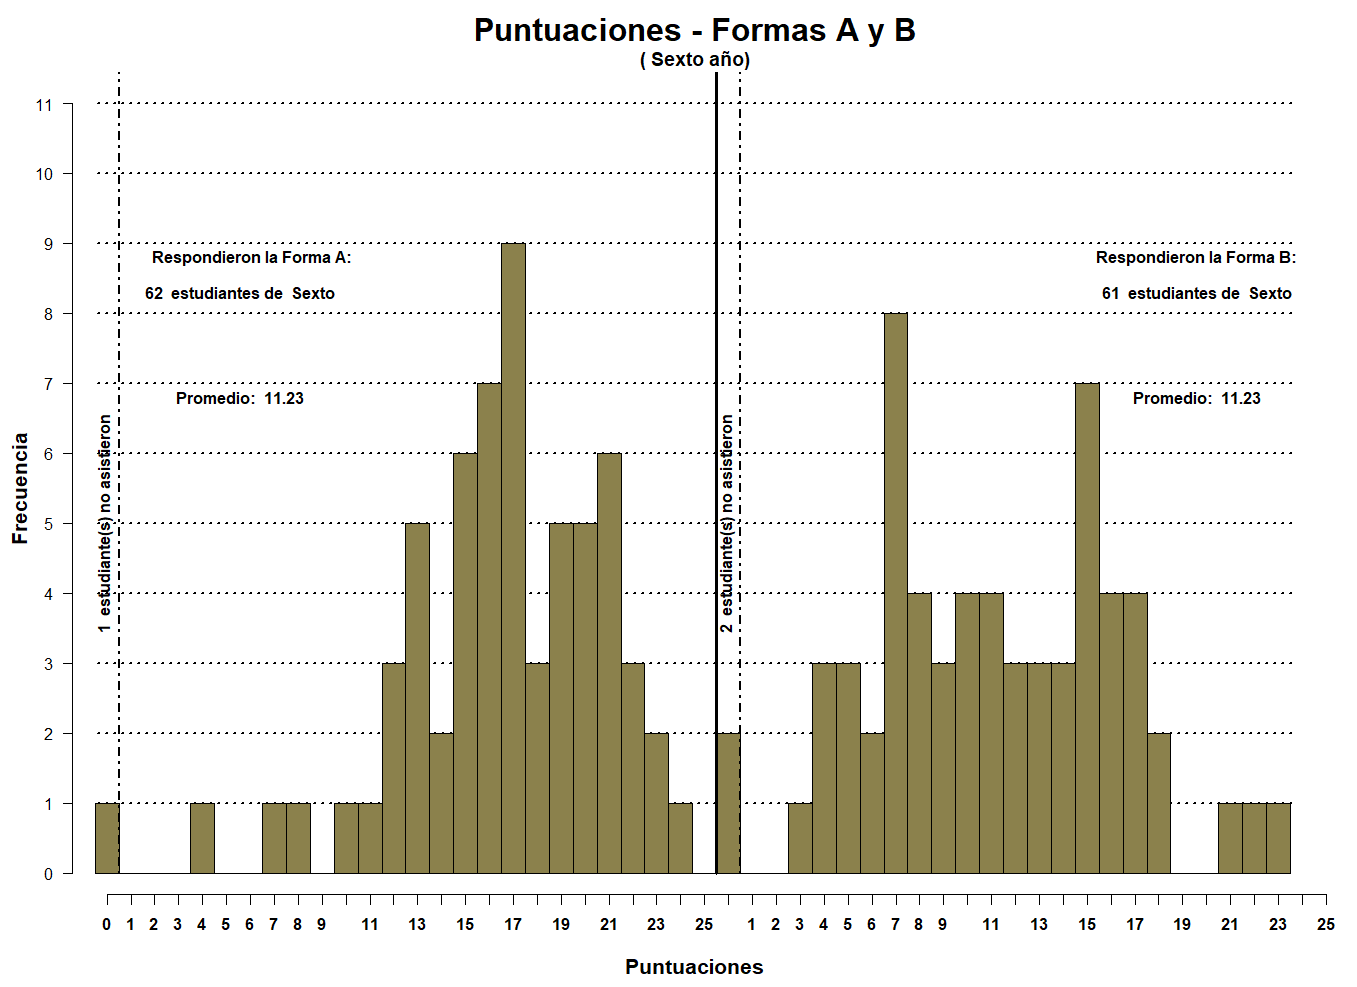 Puntuaciones - Formas A y B
( Sexto año)
Frecuencia
11
10
9
8
7
6
5
4
3
2
1
0
Respondieron la Forma A:
62 estudiantes de Sexto
Promedio: 11.23
1 estudiante(s) no asistieron
Respondieron la Forma B:
61 estudiantes de Sexto
Promedio: 11.23
2 estudiante(s) no asistieron
0 1 2 3 4 5 6 7 8 9 11 13 15 17 19 21 23 25 1 2 3 4 5 6 7 8 9 11 13 15 17 19 21 23 25
Puntuaciones